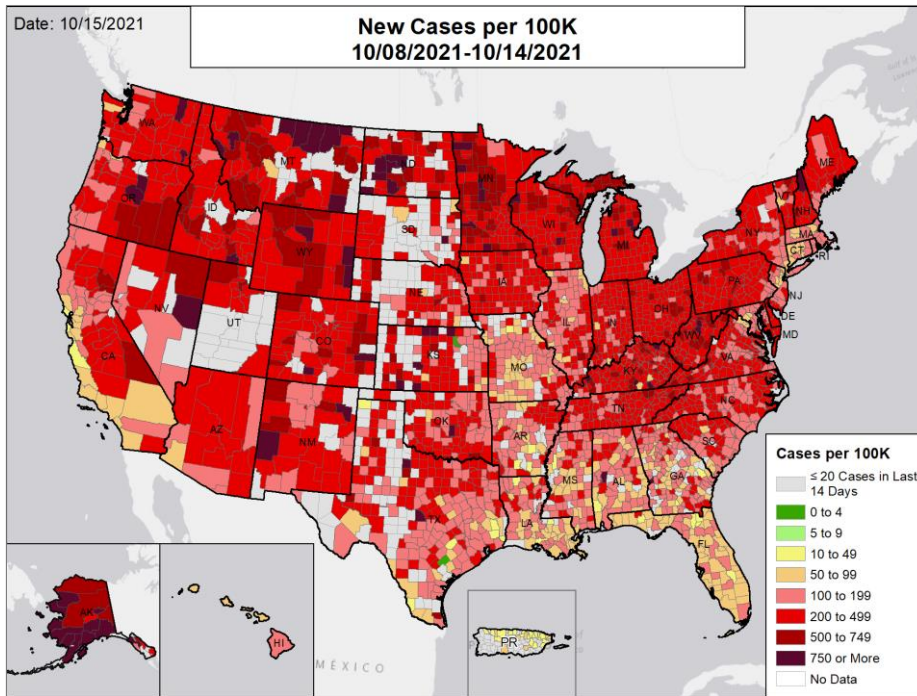 Date: 10/15/2021
New Cases per 100K
10/08/2021-10/14/2021
WA
MT
ND
MN
ME
OR
ID
SD
WI
MI
VT
NH
NY
MA
CT
RI
WY
IA
NE
PA
NJ
NV
UT
CO
IL
IN
OH
DE
MD
WV
CA
KS
MO
KY
VA
AZ
NM
OK
AR
TN
NC
SC
MS
AL
GA
TX
LA
FL
AK
HI
PR
MÉXICO
Cases per 100K
≤ 20 Cases in Last
14 Days
0 to 4
5 to 9
10 to 49
50 to 99
100 to 199
200 to 499
500 to 749
750 or More
No Data